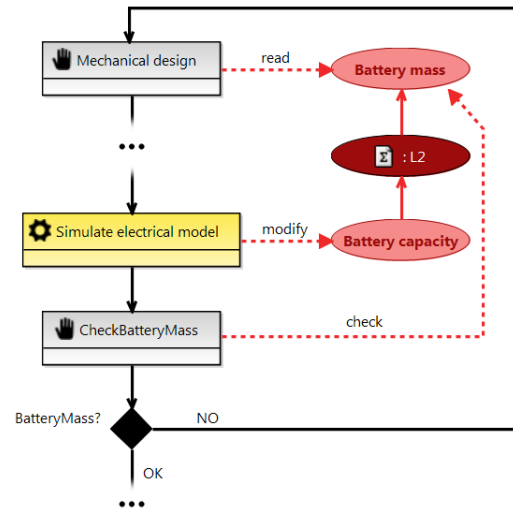 Mechanical design
read
Battery mass
...
Σ : L2
Simulate electrical model
modify
Battery capacity
CheckBatteryMass
check
BatteryMass?
NO
OK
...